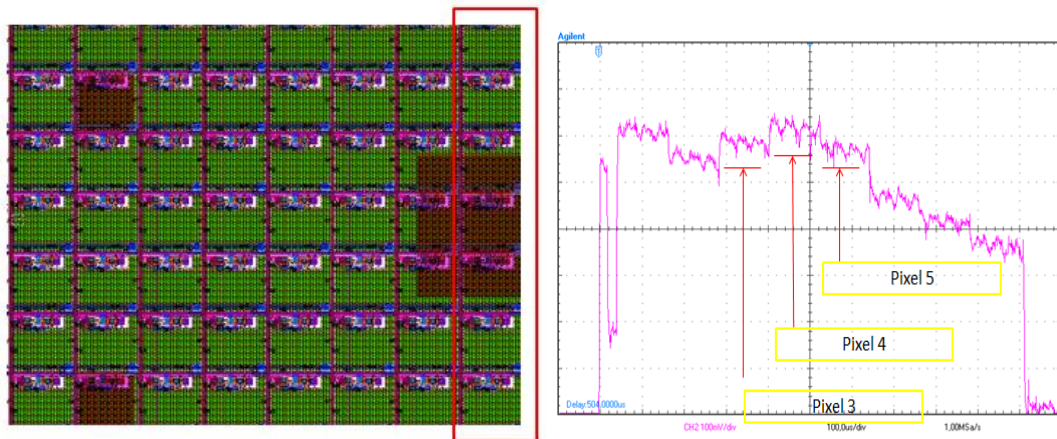 Agilent
Pixel 5
Pixel 4
Pixel 3
Delay:504.0000us
CH2 100mV/div
100,0us/div
1,00MSa/s